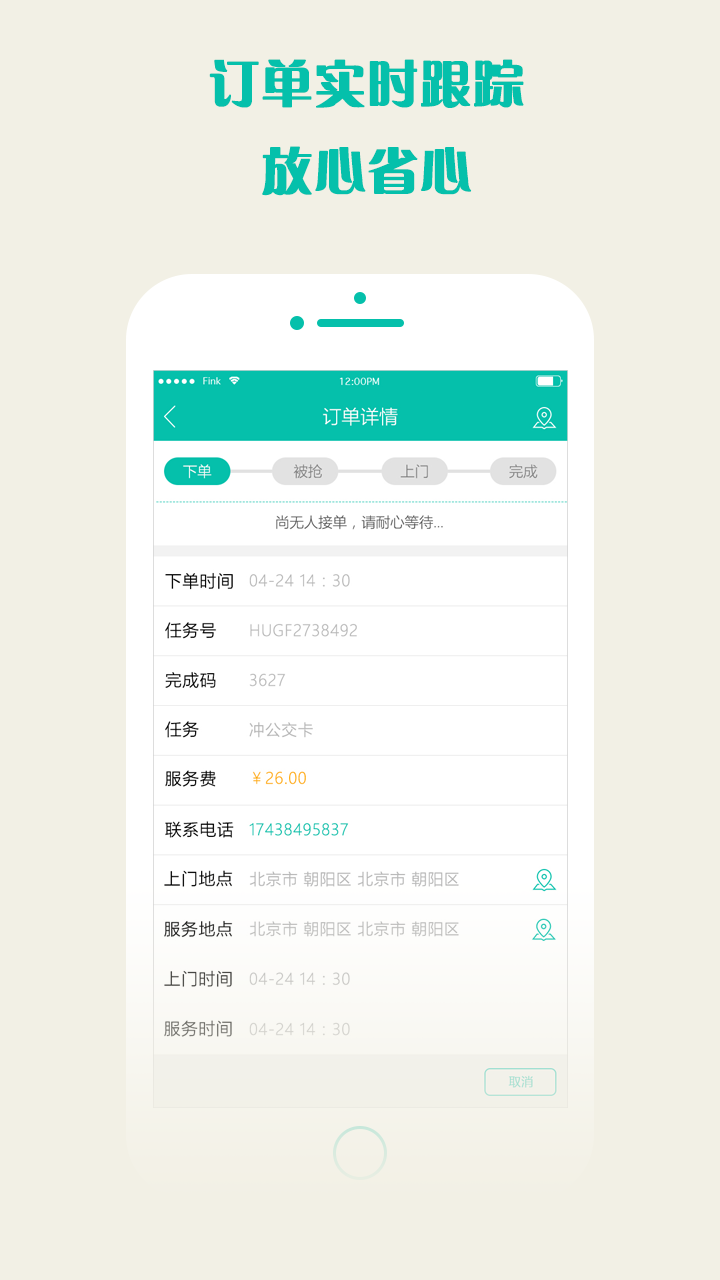 订单实时跟踪
放心省心
Fink 12:00PM
订单详情
下单 被抢 上门 完成
尚无人接单，请耐心等待...
下单时间 04-24 14：30
任务号 HUGF2738492
完成码 3627
任务 冲公交卡
服务费 ￥26.00
联系电话 17438495837
上门地点 北京市 朝阳区 北京市 朝阳区
服务地点 北京市 朝阳区 北京市 朝阳区
上门时间 04-24 14：30
服务时间 04-24 14：30
取消